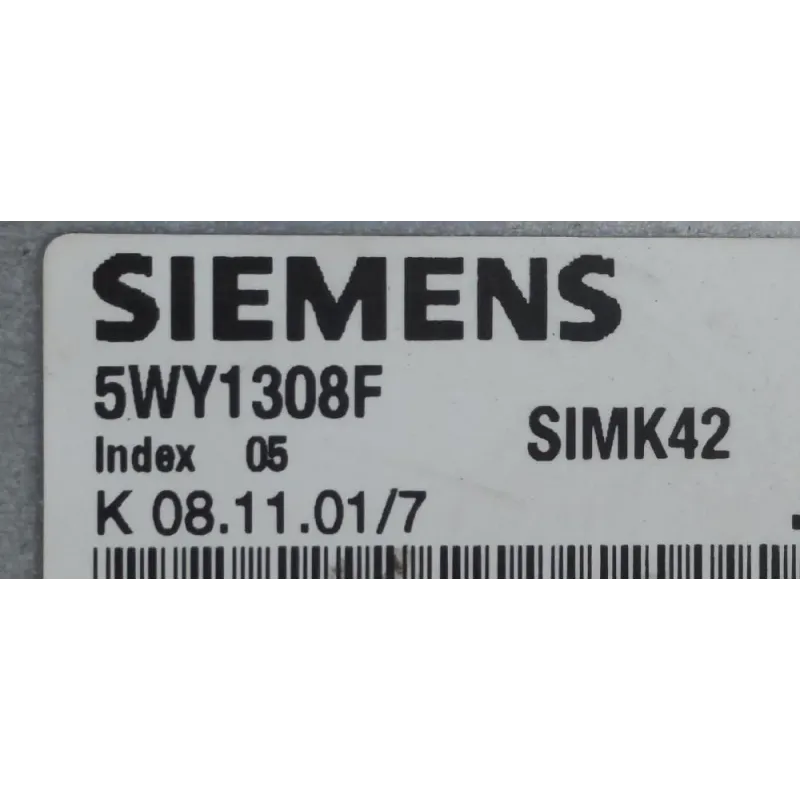 SIEMENS
5WY1308F
SIMK42
Index 05
K 08.11.01/7